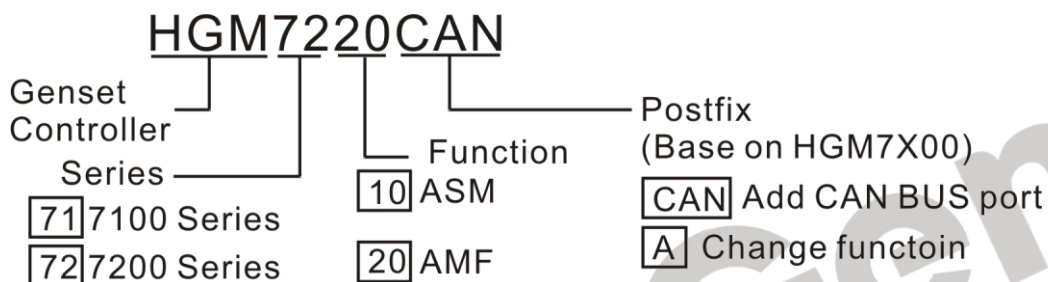 HGM7220CAN
Genset
Controller
Series
71 7100 Series
72 7200 Series
Function
10 ASM
20 AMF
Postfix
(Base on HGM7X00)
CAN Add CAN BUS port
A Change functoin